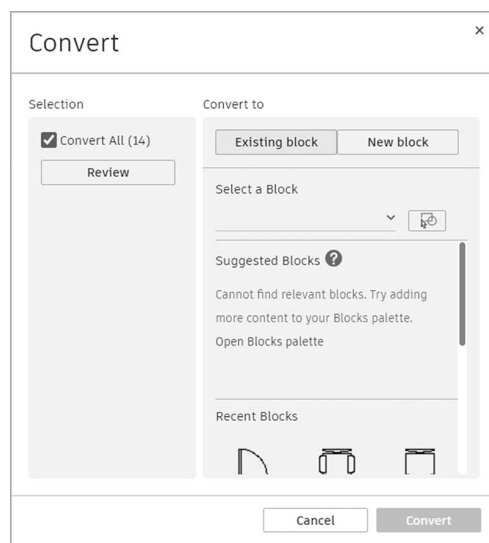 Convert
Selection
Convert to
Convert All (14)
Review
Existing block
New block
Select a Block
Suggested Blocks
Cannot find relevant blocks. Try adding
more content to your Blocks palette.
Open Blocks palette
Recent Blocks
Cancel
Convert